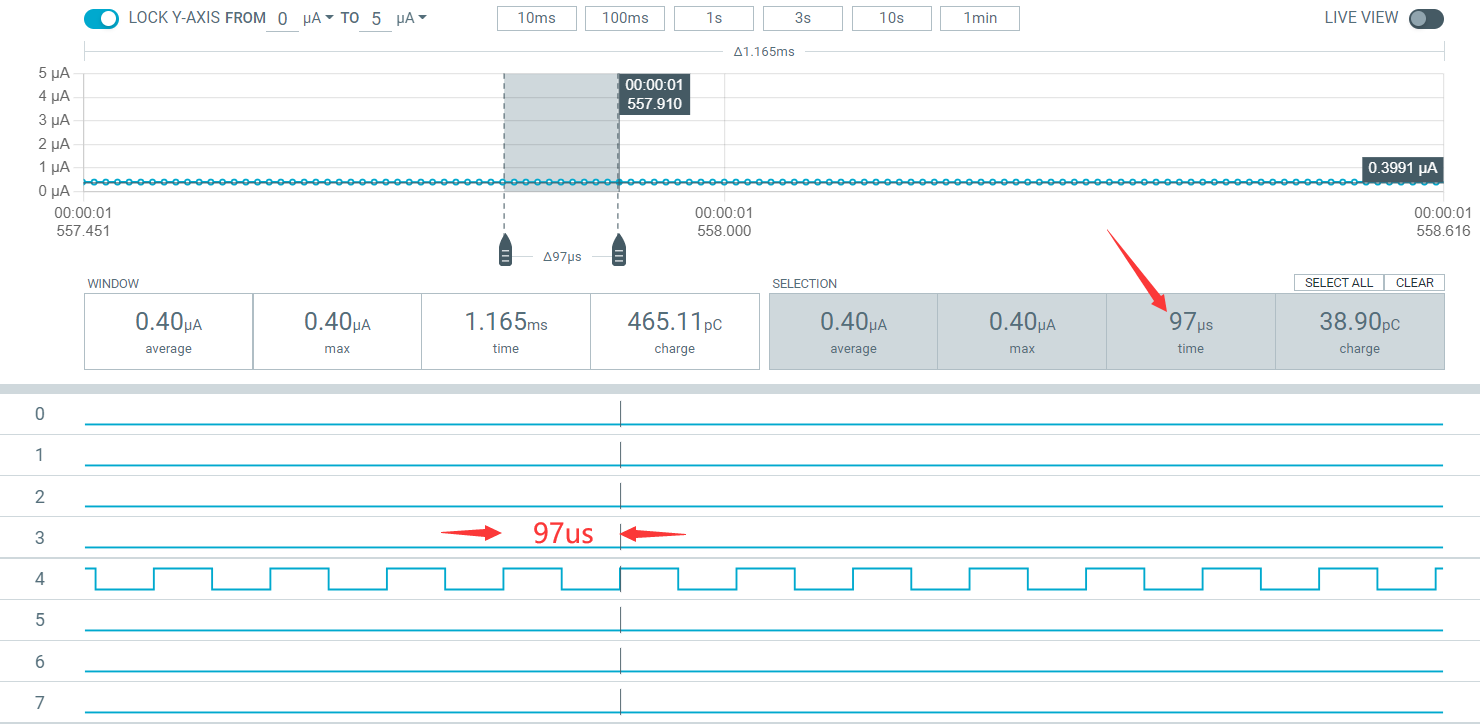 LOCK Y-AXIS FROM 0 µA TO 5 µA 10ms 100ms 1s 3s 10s 1min LIVE VIEW
Δ1.165ms
5 µA
4 µA
3 µA
2 µA
1 µA
0 µA
00:00:01
557.910
0.3991 µA
00:00:01
557.451
00:00:01
558.000
00:00:01
558.616
Δ97µs
WINDOW
0.40µA
average
0.40µA
max
1.165ms
time
465.11pC
charge
SELECTION
SELECT ALL CLEAR
0.40µA
average
0.40µA
max
97µs
time
38.90pC
charge
0
1
2
3
97us
4
5
6
7